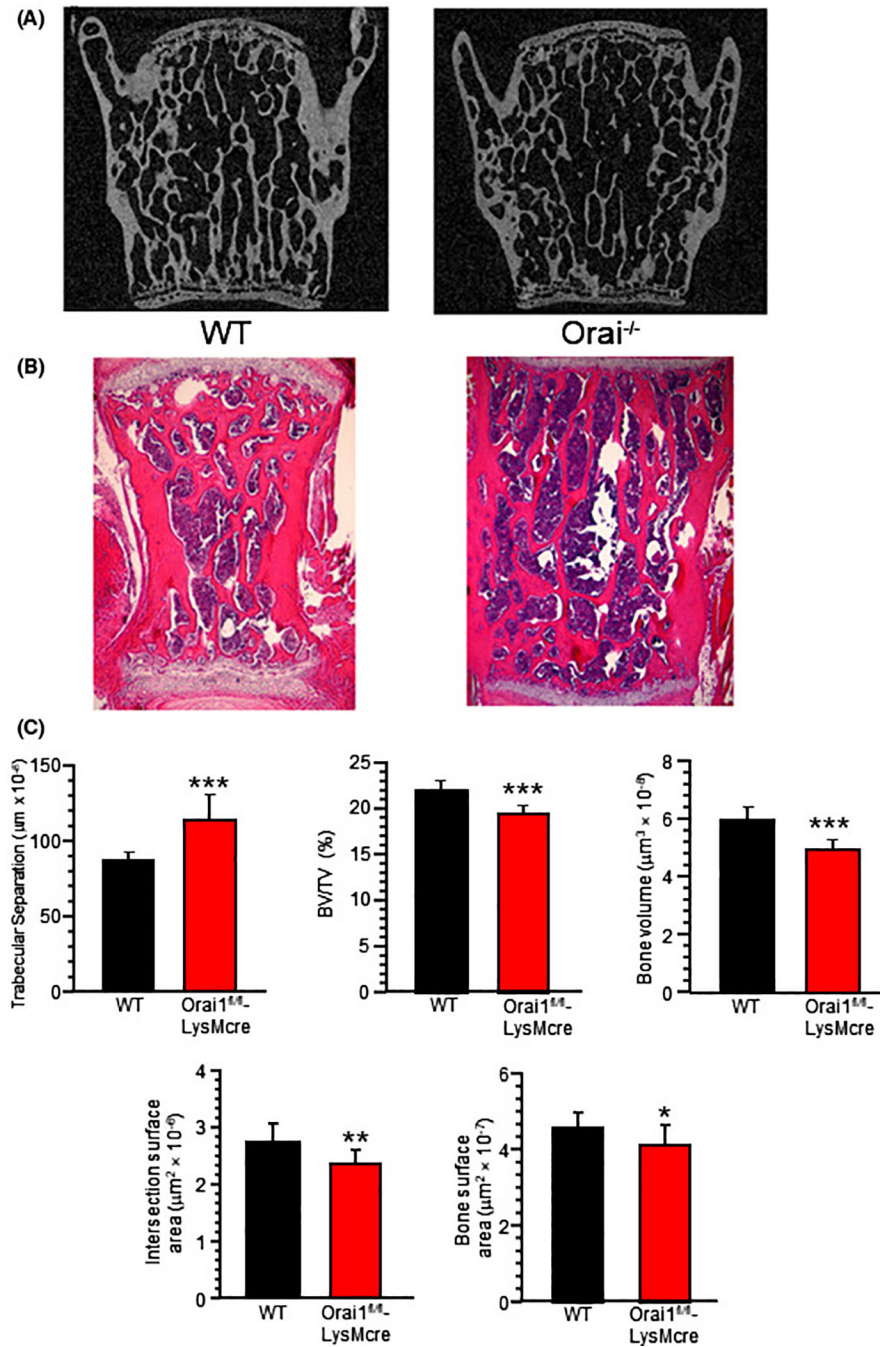 (A)
WT
Orai⁻/⁻
(B)
(C)
Trabecular Separation (μm x 10⁻⁶)
150
100
50
0
***
WT
Orai1ᶠˡ/ᶠˡ-
LysMcre
BV/TV (%)
25
20
15
10
5
0
***
WT
Orai1ᶠˡ/ᶠˡ-
LysMcre
Bone volume (μm³ × 10⁻⁸)
8
6
4
2
0
***
WT
Orai1ᶠˡ/ᶠˡ-
LysMcre
Intersection surface
area (μm² × 10⁻⁶)
4
3
2
1
0
**
WT
Orai1ᶠˡ/ᶠˡ-
LysMcre
Bone surface
area (μm² × 10⁻⁷)
6
4
2
0
*
WT
Orai1ᶠˡ/ᶠˡ-
LysMcre